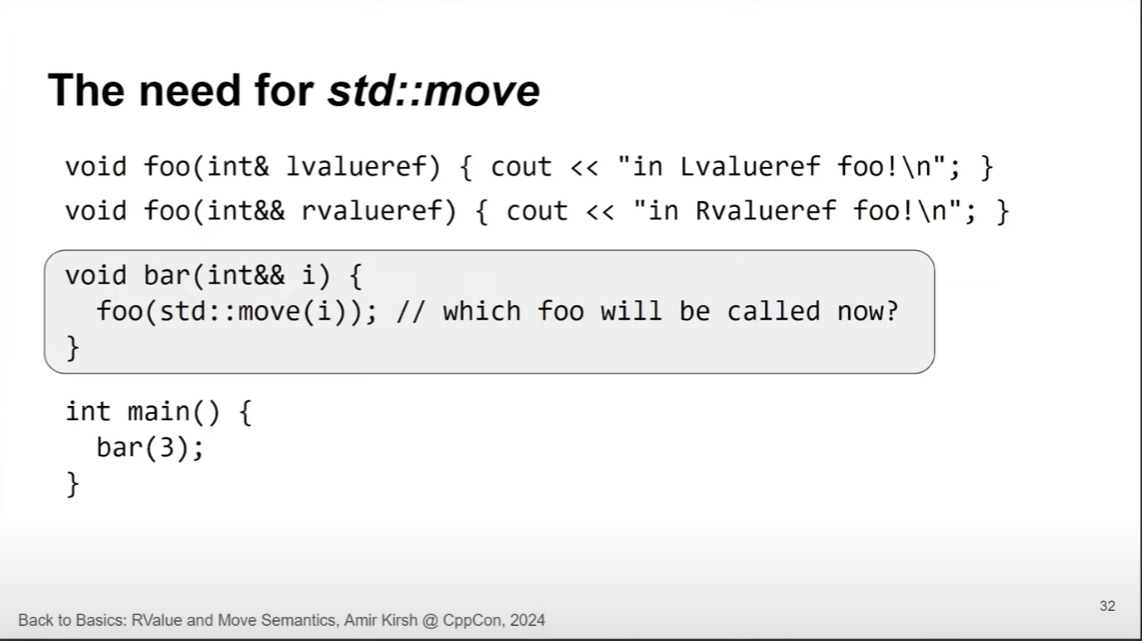 The need for std::move
void foo(int& lvalueref) { cout << "in Lvalueref foo!\n"; }
void foo(int&& rvalueref) { cout << "in Rvalueref foo!\n"; }
void bar(int&& i) {
  foo(std::move(i)); // which foo will be called now?
}
int main() {
  bar(3);
}
32
Back to Basics: RValue and Move Semantics, Amir Kirsh @ CppCon, 2024